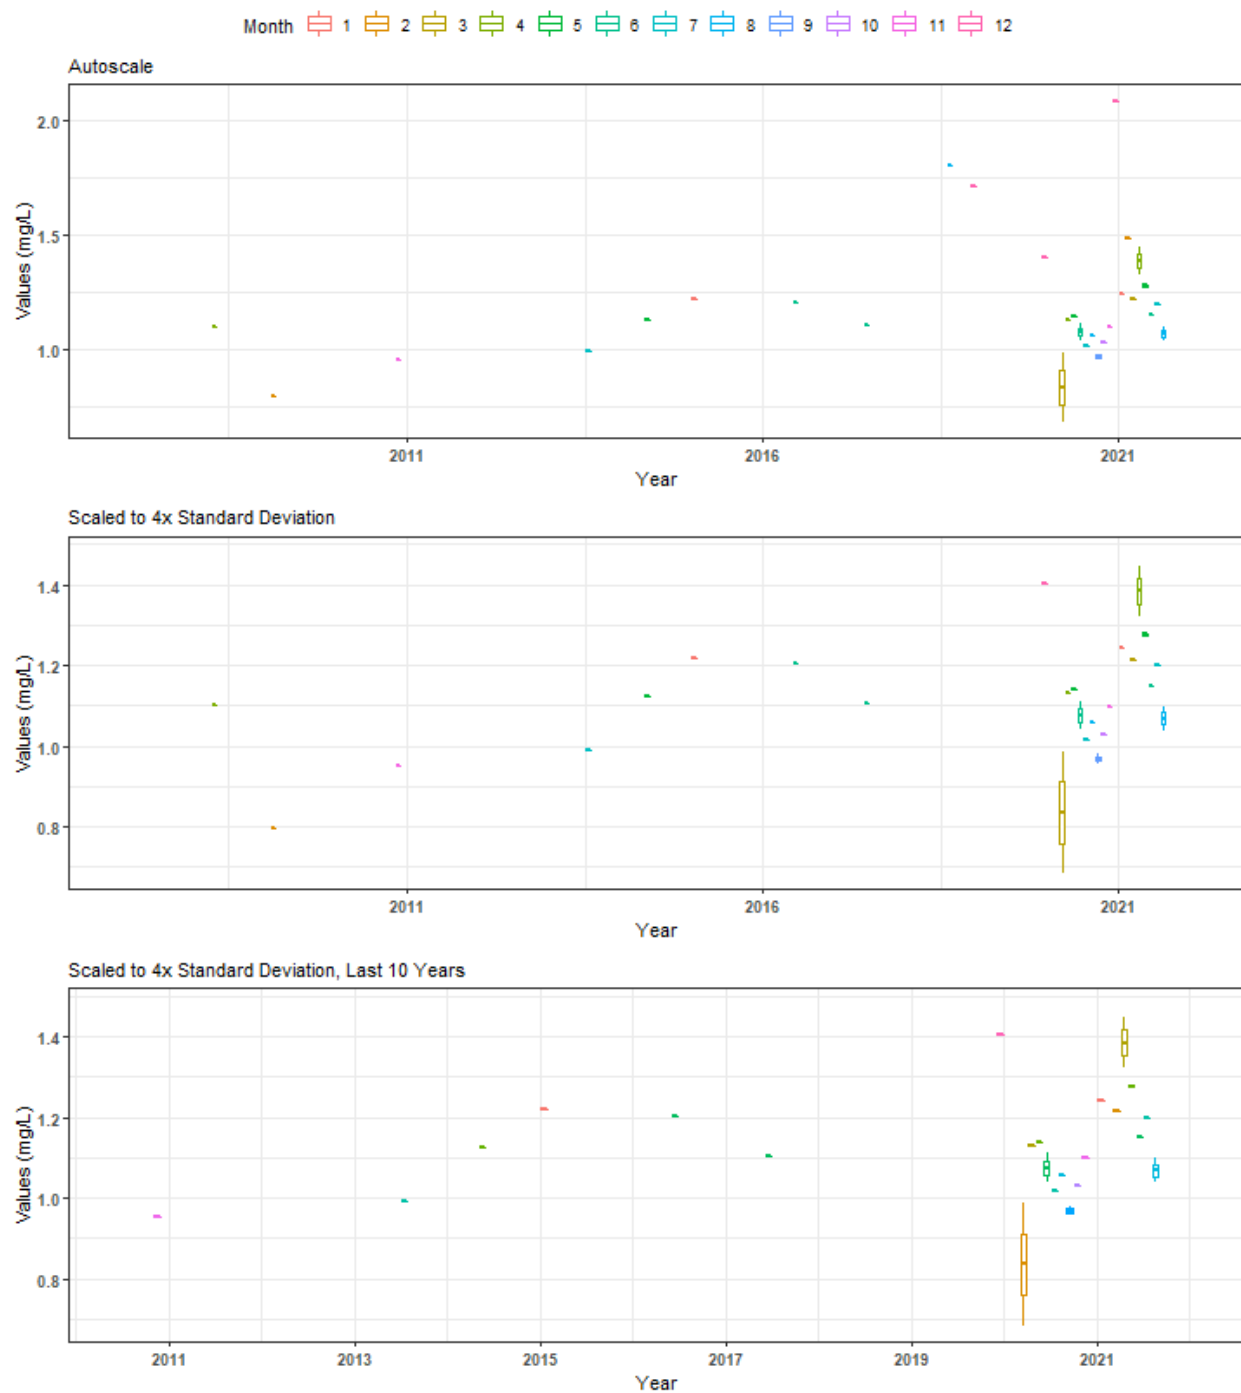 Month 1 2 3 4 5 6 7 8 9 10 11 12
Autoscale
Values (mg/L)
2.0
1.5
1.0
2011 2016 2021
Year
Scaled to 4x Standard Deviation
Values (mg/L)
1.4
1.2
1.0
0.8
2011 2016 2021
Year
Scaled to 4x Standard Deviation, Last 10 Years
Values (mg/L)
1.4
1.2
1.0
0.8
2011 2013 2015 2017 2019 2021
Year